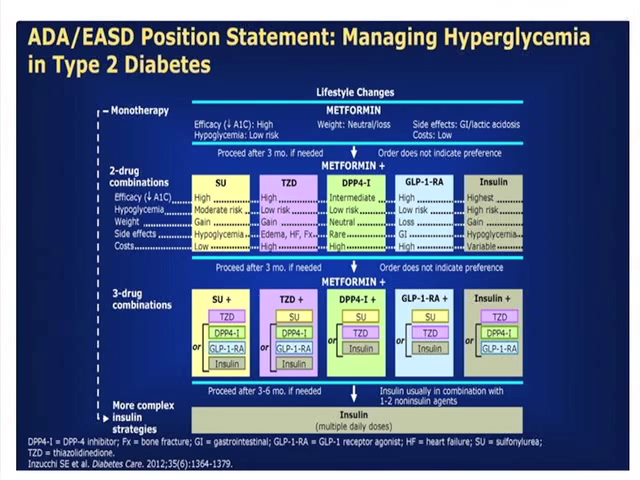 ADA/EASD Position Statement: Managing Hyperglycemia
in Type 2 Diabetes
Lifestyle Changes
Monotherapy
METFORMIN
Efficacy (↓ A1C): High Weight: Neutral/loss Side effects: GI/lactic acidosis
Hypoglycemia: Low risk Costs: Low
Proceed after 3 mo. if needed Order does not indicate preference
METFORMIN +
2-drug
combinations
SU TZD DPP4-I GLP-1-RA Insulin
Efficacy (↓ A1C) High High Intermediate High Highest
Hypoglycemia Moderate risk Low risk Low risk Low risk High risk
Weight Gain Gain Neutral Loss Gain
Side effects Hypoglycemia Edema, HF, Fx Rare GI Hypoglycemia
Costs Low High High High Variable
Proceed after 3 mo. if needed Order does not indicate preference
METFORMIN +
3-drug
combinations
SU + TZD + DPP4-I + GLP-1-RA + Insulin +
TZD SU SU SU TZD
DPP4-I DPP4-I TZD TZD DPP4-I
or or or or or
GLP-1-RA GLP-1-RA Insulin Insulin GLP-1-RA
Insulin Insulin
Proceed after 3-6 mo. if needed Insulin usually in combination with
1-2 noninsulin agents
More complex
insulin
strategies
Insulin
(multiple daily doses)
DPP4-I = DPP-4 inhibitor; Fx = bone fracture; GI = gastrointestinal; GLP-1-RA = GLP-1 receptor agonist; HF = heart failure; SU = sulfonylurea;
TZD = thiazolidinedione.
Inzucchi SE et al. Diabetes Care. 2012;35(6):1364-1379.